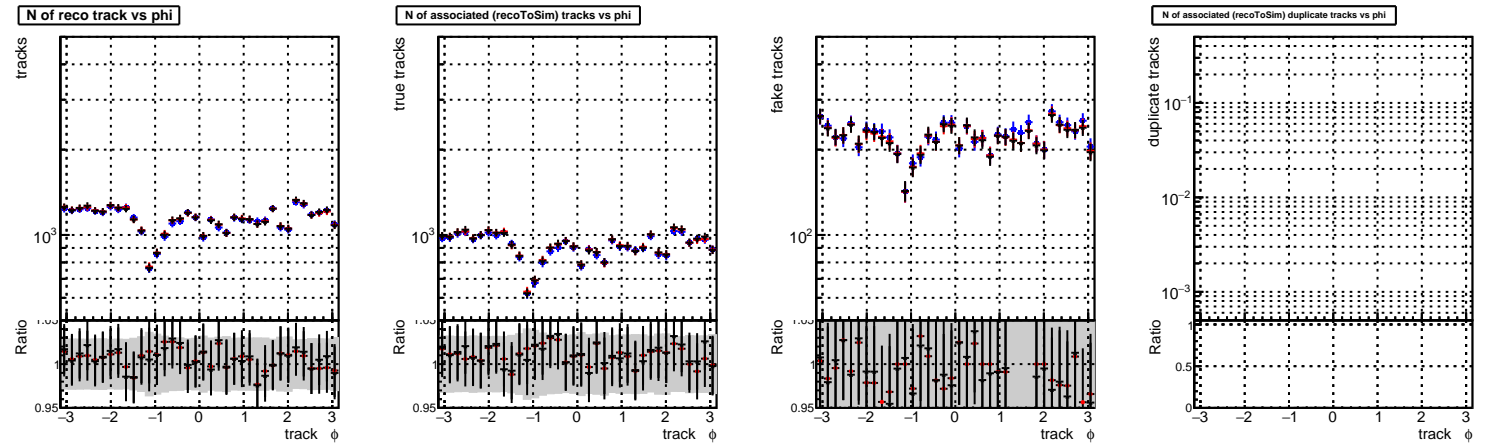 N of reco track vs phi
tracks
10³
Ratio
1
0.95
−3 −2 −1 0 1 2 3
track φ
N of associated (recoToSim) tracks vs phi
true tracks
10³
Ratio
1
0.95
−3 −2 −1 0 1 2 3
track φ
fake tracks
10²
Ratio
1
0.95
−3 −2 −1 0 1 2 3
track φ
N of associated (recoToSim) duplicate tracks vs phi
duplicate tracks
10⁻¹
10⁻²
10⁻³
Ratio
1
0.5
0
−3 −2 −1 0 1 2 3
track φ